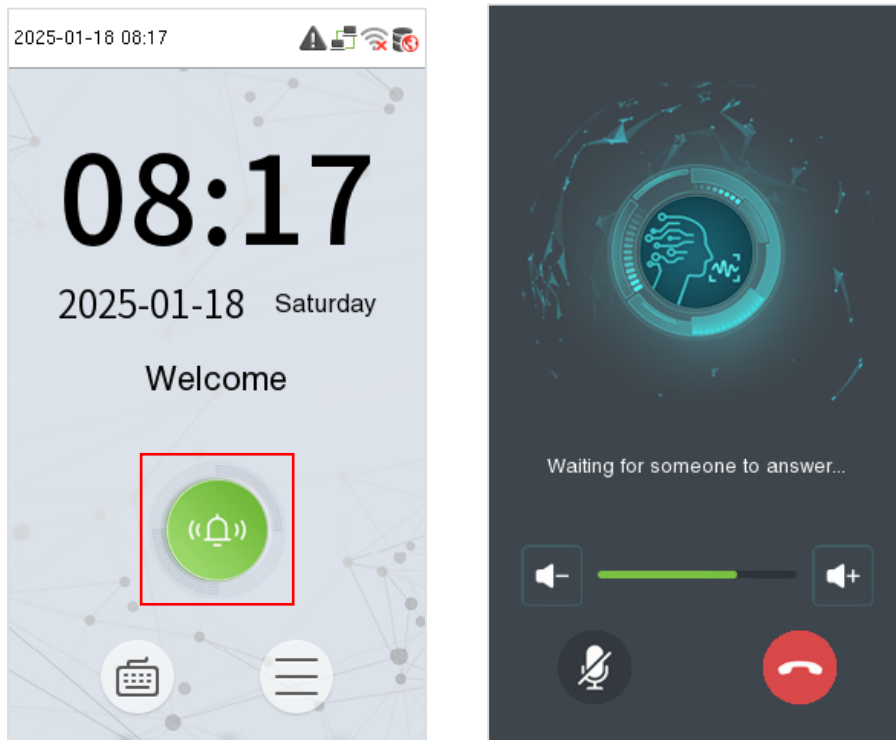 2025-01-18 08:17
08:17
2025-01-18 Saturday
Welcome
Waiting for someone to answer...